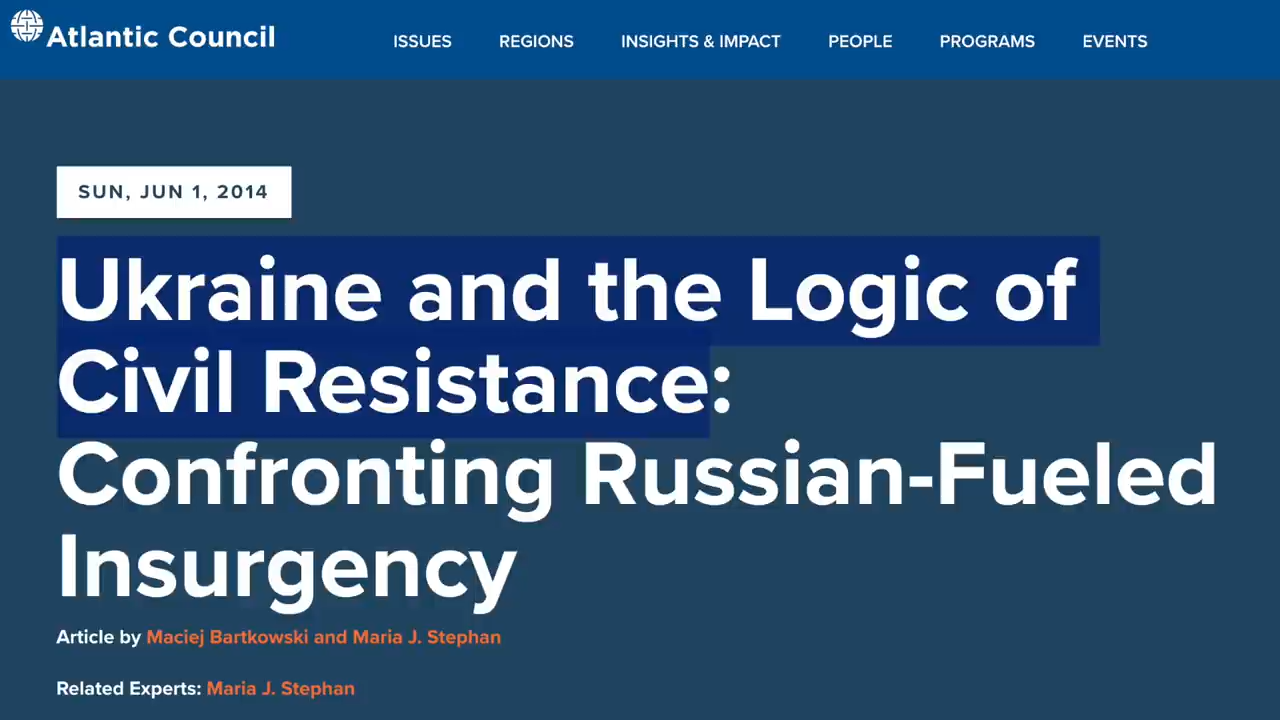 Atlantic Council
ISSUES REGIONS INSIGHTS & IMPACT PEOPLE PROGRAMS EVENTS
SUN, JUN 1, 2014
Ukraine and the Logic of
Civil Resistance:
Confronting Russian-Fueled
Insurgency
Article by Maciej Bartkowski and Maria J. Stephan
Related Experts: Maria J. Stephan